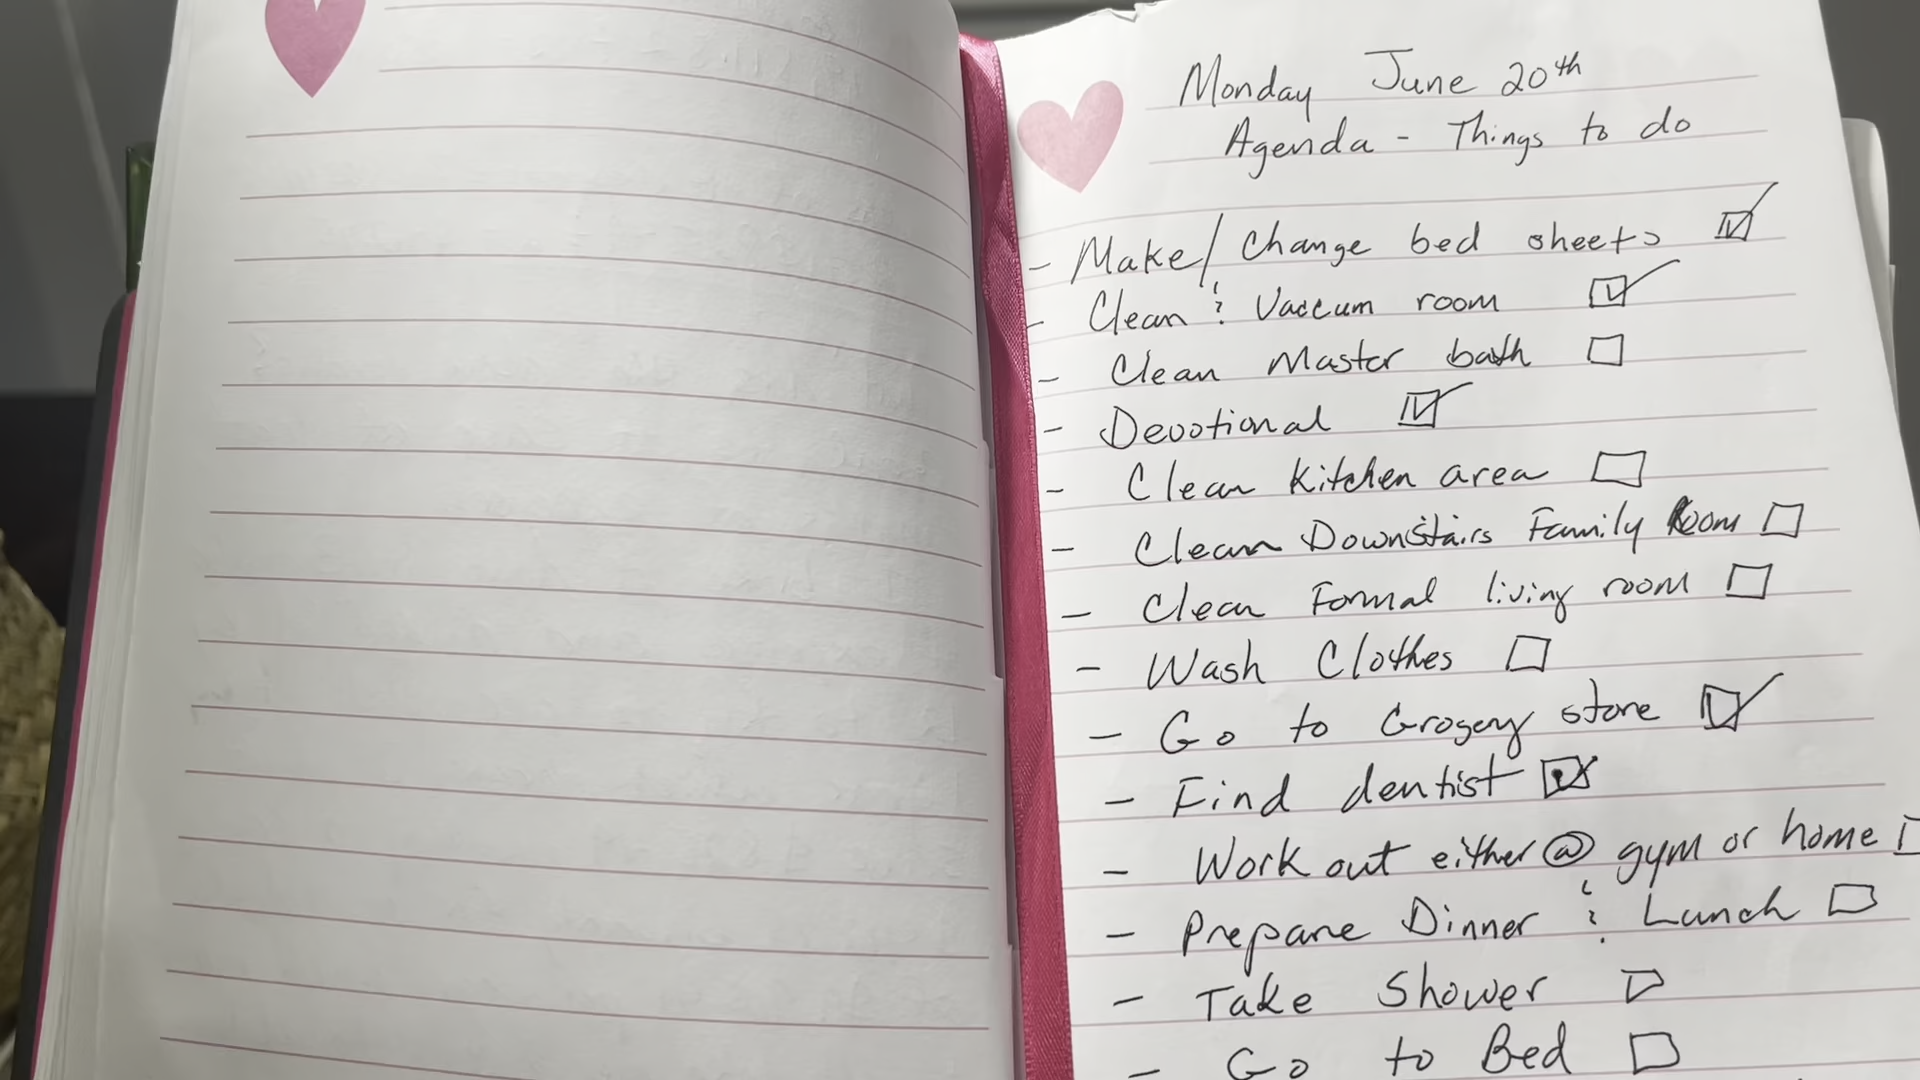 Monday June 20th
Agenda - Things to do
- Make/Change bed sheets ☑
- Clean & Vaccum room ☑
- Clean Master bath ☐
- Devotional ☑
- Clean Kitchen area ☐
- Clean Downstairs Family Room ☐
- Clean Formal living room ☐
- Wash Clothes ☐
- Go to Grogery store ☑
- Find dentist ☑
- Work out either @ gym or home ☐
- Prepare Dinner & Lunch ☐
- Take Shower ☐
- Go to Bed ☐